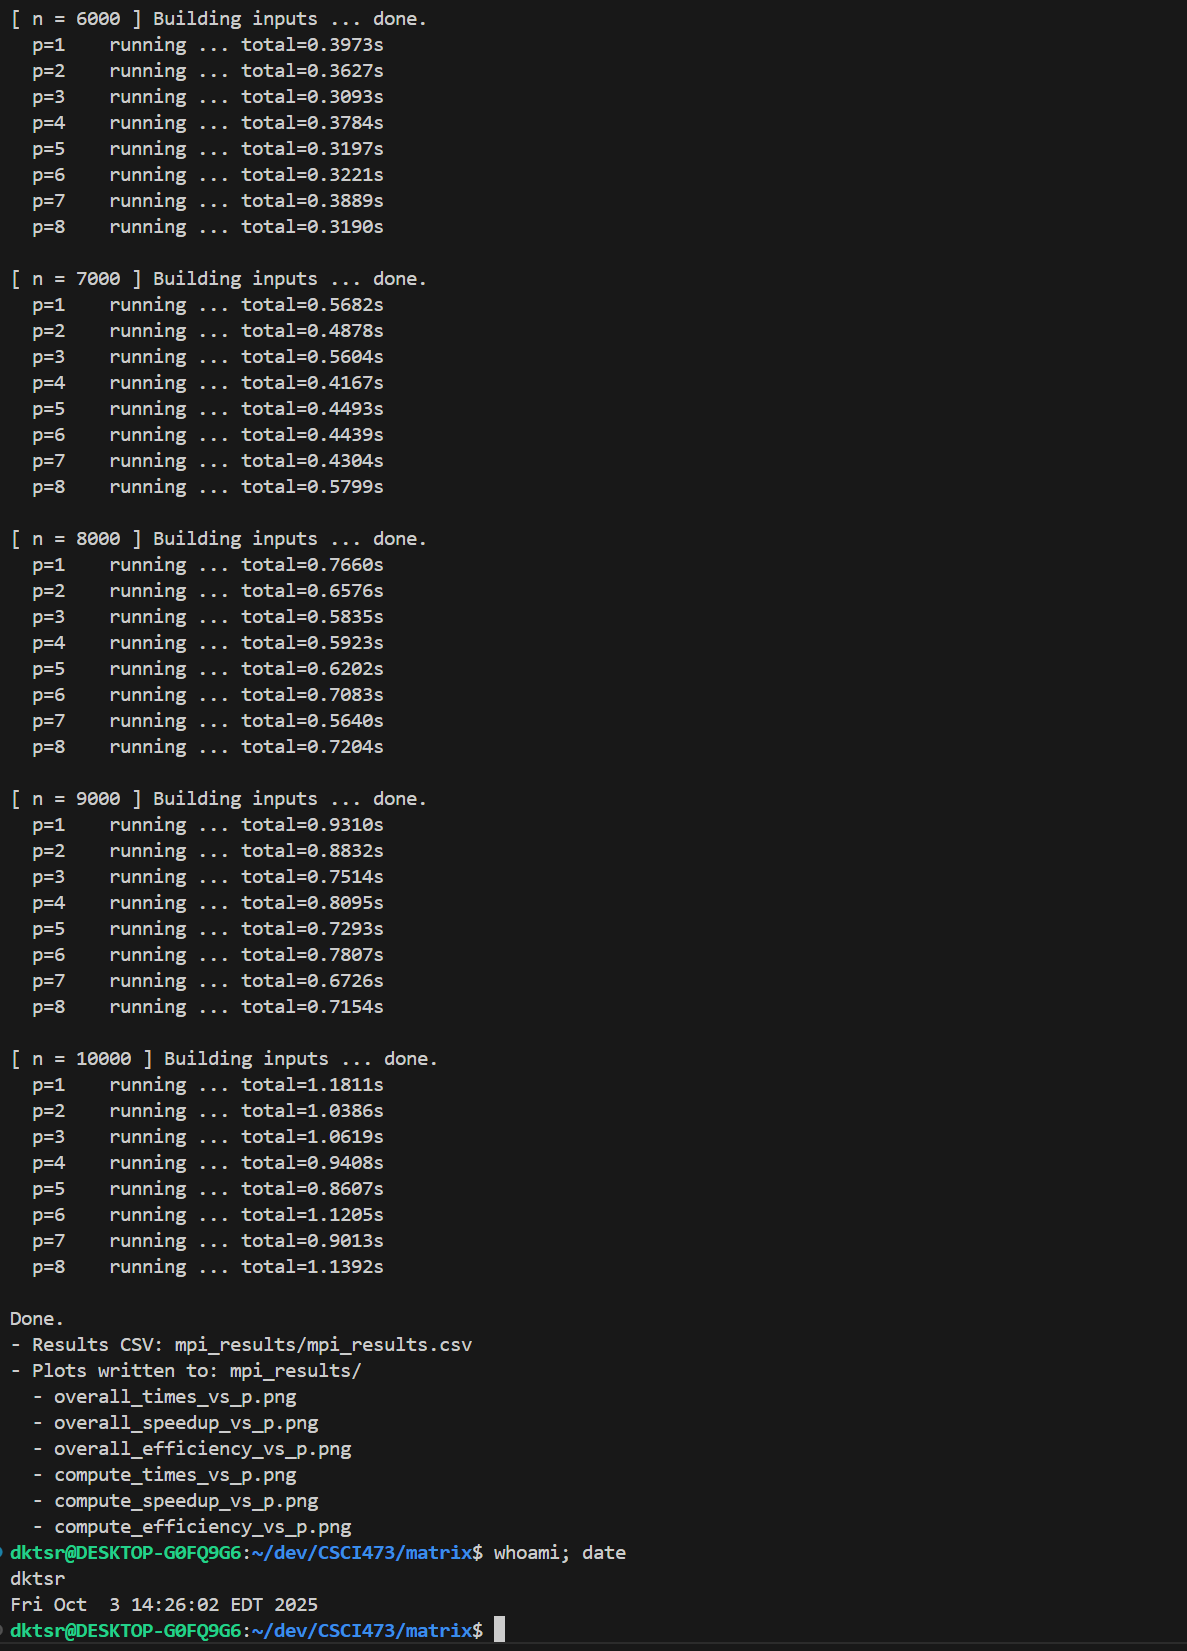 [ n = 6000 ] Building inputs ... done.
  p=1    running ... total=0.3973s
  p=2    running ... total=0.3627s
  p=3    running ... total=0.3093s
  p=4    running ... total=0.3784s
  p=5    running ... total=0.3197s
  p=6    running ... total=0.3221s
  p=7    running ... total=0.3889s
  p=8    running ... total=0.3190s

[ n = 7000 ] Building inputs ... done.
  p=1    running ... total=0.5682s
  p=2    running ... total=0.4878s
  p=3    running ... total=0.5604s
  p=4    running ... total=0.4167s
  p=5    running ... total=0.4493s
  p=6    running ... total=0.4439s
  p=7    running ... total=0.4304s
  p=8    running ... total=0.5799s

[ n = 8000 ] Building inputs ... done.
  p=1    running ... total=0.7660s
  p=2    running ... total=0.6576s
  p=3    running ... total=0.5835s
  p=4    running ... total=0.5923s
  p=5    running ... total=0.6202s
  p=6    running ... total=0.7083s
  p=7    running ... total=0.5640s
  p=8    running ... total=0.7204s

[ n = 9000 ] Building inputs ... done.
  p=1    running ... total=0.9310s
  p=2    running ... total=0.8832s
  p=3    running ... total=0.7514s
  p=4    running ... total=0.8095s
  p=5    running ... total=0.7293s
  p=6    running ... total=0.7807s
  p=7    running ... total=0.6726s
  p=8    running ... total=0.7154s

[ n = 10000 ] Building inputs ... done.
  p=1    running ... total=1.1811s
  p=2    running ... total=1.0386s
  p=3    running ... total=1.0619s
  p=4    running ... total=0.9408s
  p=5    running ... total=0.8607s
  p=6    running ... total=1.1205s
  p=7    running ... total=0.9013s
  p=8    running ... total=1.1392s

Done.
- Results CSV: mpi_results/mpi_results.csv
- Plots written to: mpi_results/
  - overall_times_vs_p.png
  - overall_speedup_vs_p.png
  - overall_efficiency_vs_p.png
  - compute_times_vs_p.png
  - compute_speedup_vs_p.png
  - compute_efficiency_vs_p.png
dktsr@DESKTOP-G0FQ9G6:~/dev/CSCI473/matrix$ whoami; date
dktsr
Fri Oct  3 14:26:02 EDT 2025
dktsr@DESKTOP-G0FQ9G6:~/dev/CSCI473/matrix$